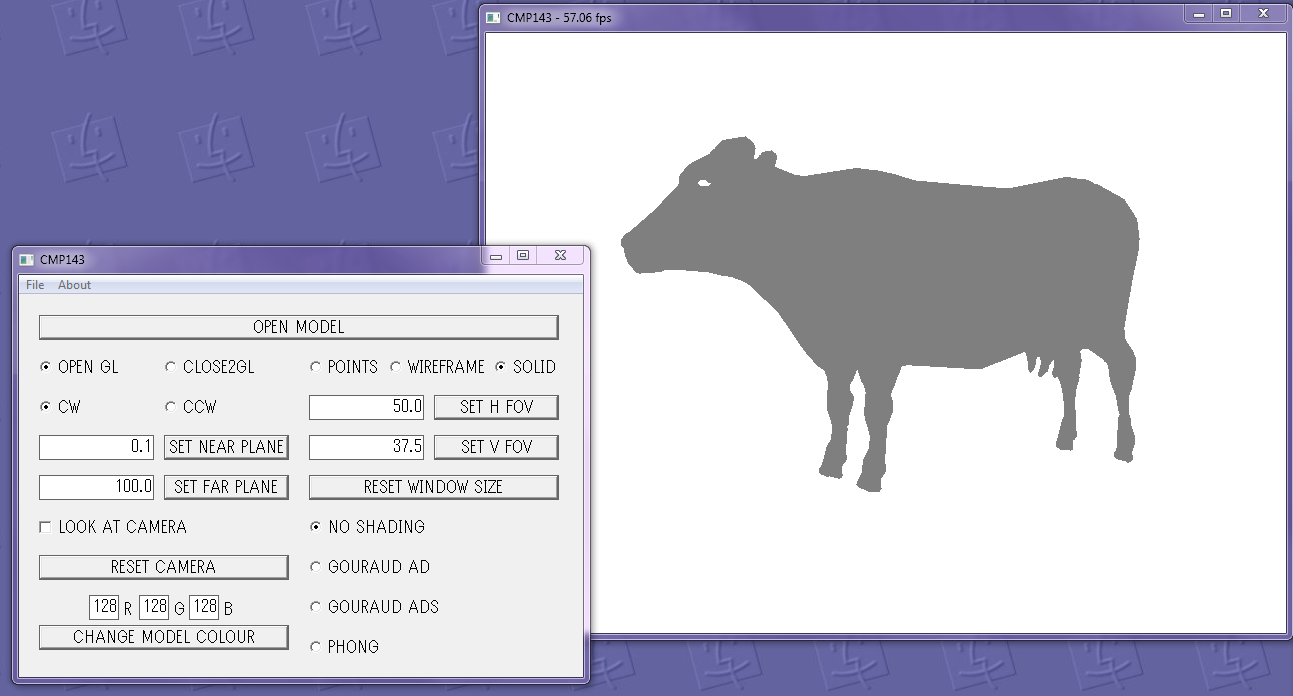 CMP143 - 57.06 fps
CMP143
File About
OPEN MODEL
OPEN GL CLOSE2GL POINTS WIREFRAME SOLID
CW CCW 50.0 SET H FOV
0.1 SET NEAR PLANE 37.5 SET V FOV
100.0 SET FAR PLANE RESET WINDOW SIZE
LOOK AT CAMERA NO SHADING
RESET CAMERA GOURAUD AD
128 R 128 G 128 B GOURAUD ADS
CHANGE MODEL COLOUR PHONG